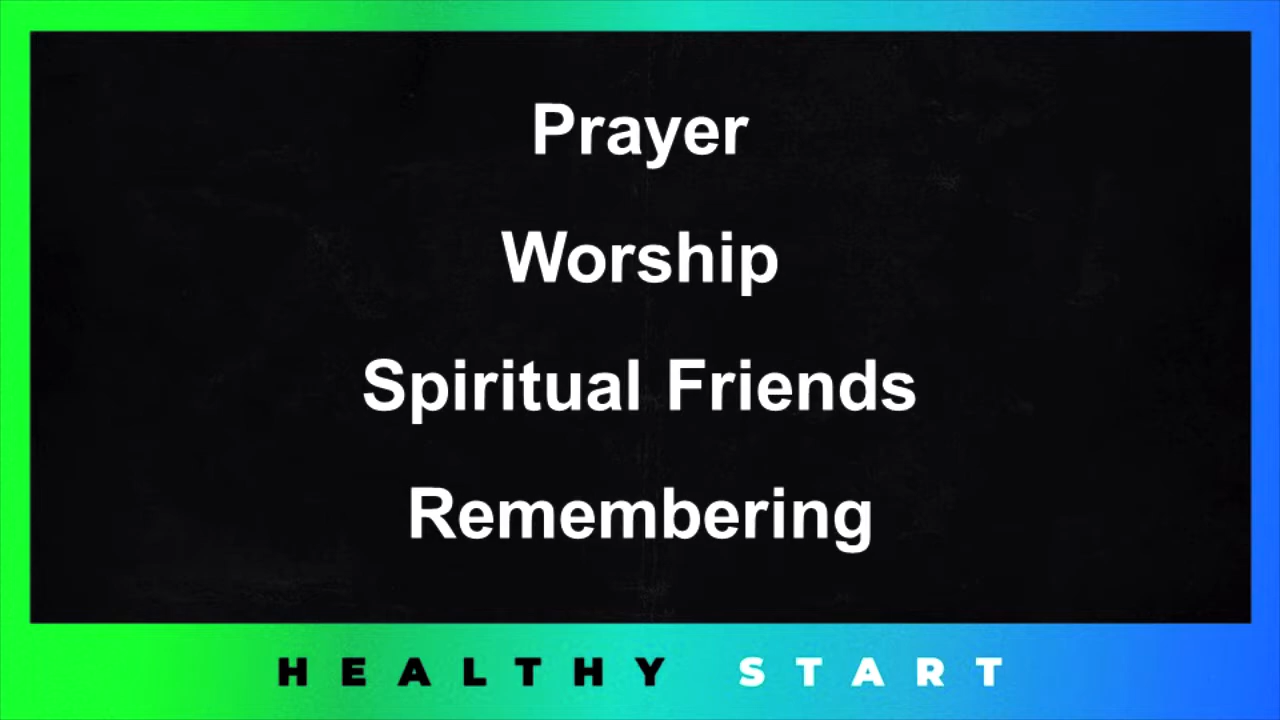 Prayer
Worship
Spiritual Friends
Remembering
HEALTHY START